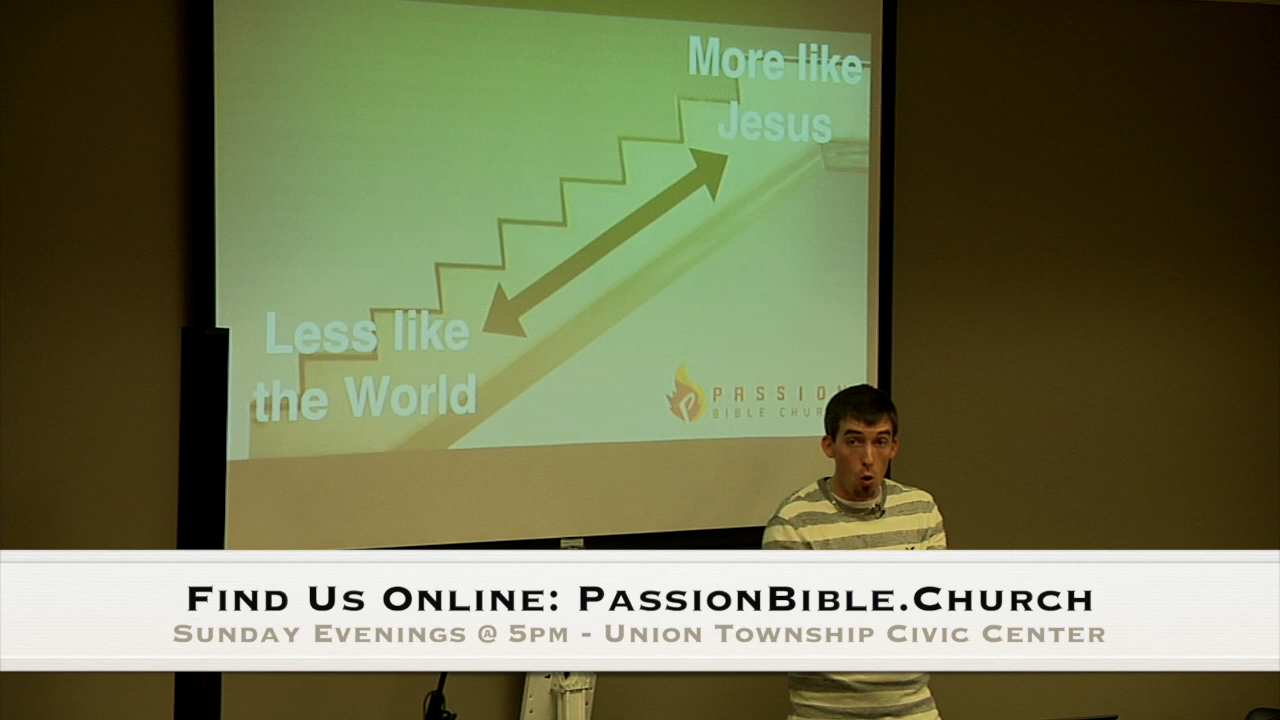 More like
Jesus
Less like
the World
PASSION
BIBLE.CHURCH
Find Us Online: PassionBible.Church
Sunday Evenings @ 5pm - Union Township Civic Center